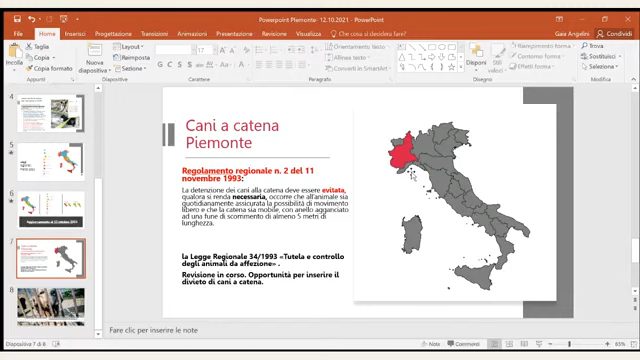 Powerpoint Piemonte- 12.10.2021 - PowerPoint
Gaia Angelini
File Home Inserisci Progettazione Transizioni Animazioni Presentazione Revisione Visualizza Che cosa si desidera fare? Condividi
Taglia
Copia
Copia formato
Incolla
Appunti
Nuova diapositiva
Layout
Reimposta
Sezione
Diapositive
Carattere
Orientamento testo
Allinea testo
Converti in SmartArt
Paragrafo
Disponi
Stili veloci
Riempimento forma
Contorno forma
Effetti forma
Disegno
Trova
Sostituisci
Seleziona
Modifica
4
5
6
7
8
Cani a catena
Piemonte
Regolamento regionale n. 2 del 11
novembre 1993:
La detenzione dei cani alla catena deve essere evitata,
qualora si renda necessaria, occorre che all'animale sia
quotidianamente assicurata la possibilità di movimento
libero e che la catena sia mobile, con anello agganciato
ad una fune di scorrimento di almeno 5 metri di
lunghezza.
la Legge Regionale 34/1993 «Tutela e controllo
degli animali da affezione» .
Revisione in corso. Opportunità per inserire il
divieto di cani a catena.
Fare clic per inserire le note
Diapositiva 7 di 8
Note
Commenti
65%